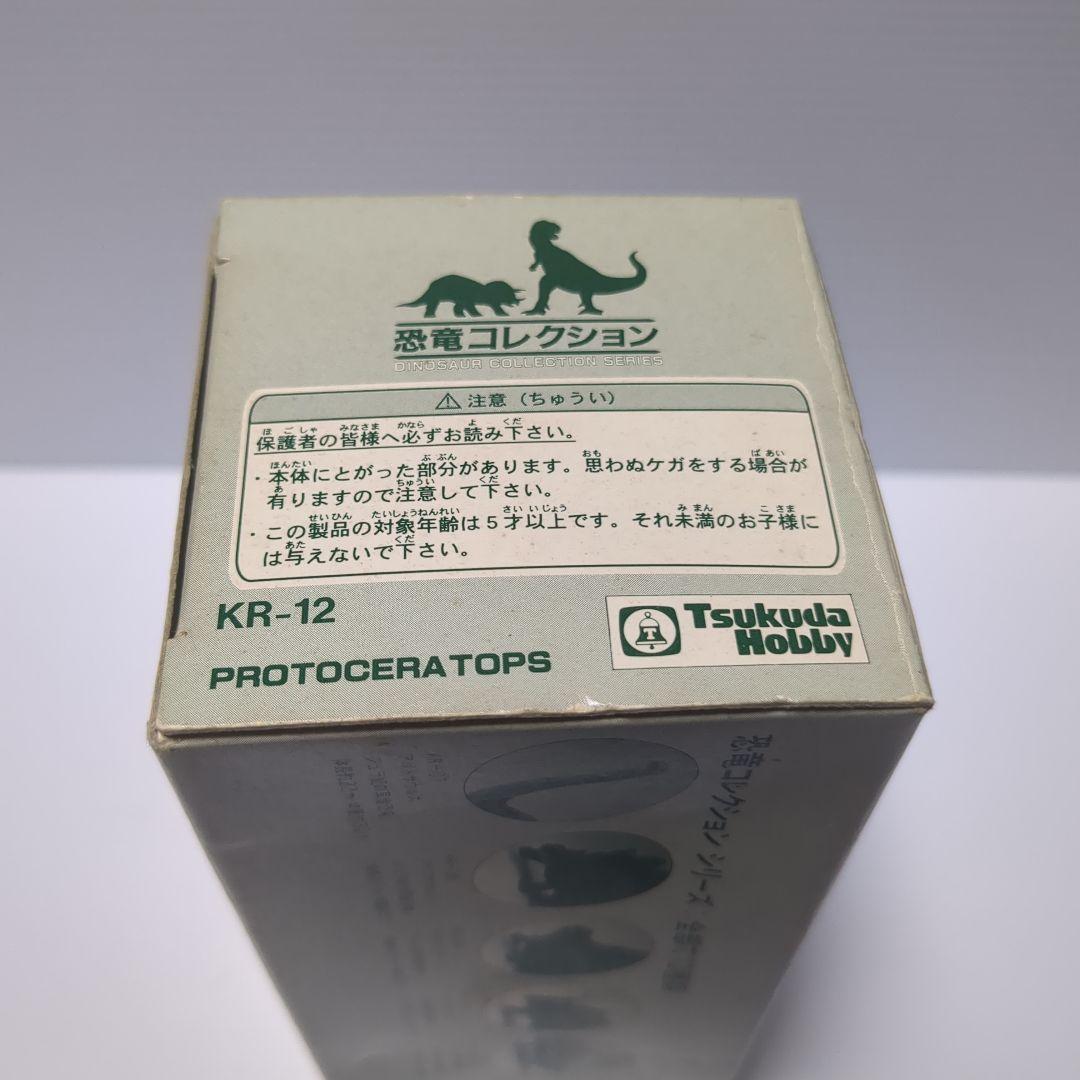 恐竜コレクション
DINOSAUR COLLECTION SERIES
⚠ 注意（ちゅうい）
保護者の皆様へ必ずお読み下さい。
・本体にとがった部分があります。思わぬケガをする場合が
有りますので注意して下さい。
・この製品の対象年齢は5才以上です。それ未満のお子様に
は与えないで下さい。
KR-12
PROTOCERATOPS
T
Tsukuda
Hobby
恐竜コレクション シリーズ